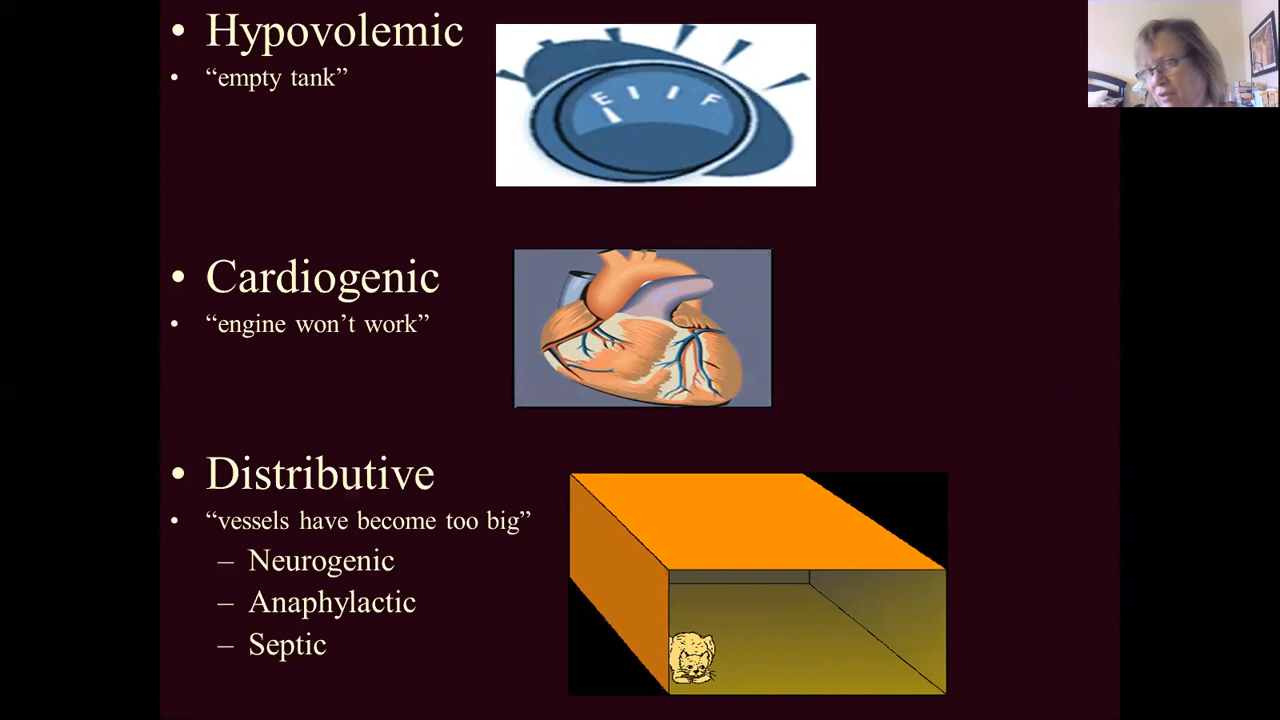 • Hypovolemic
• “empty tank”
E I I F
• Cardiogenic
• “engine won’t work”
• Distributive
• “vessels have become too big”
– Neurogenic
– Anaphylactic
– Septic